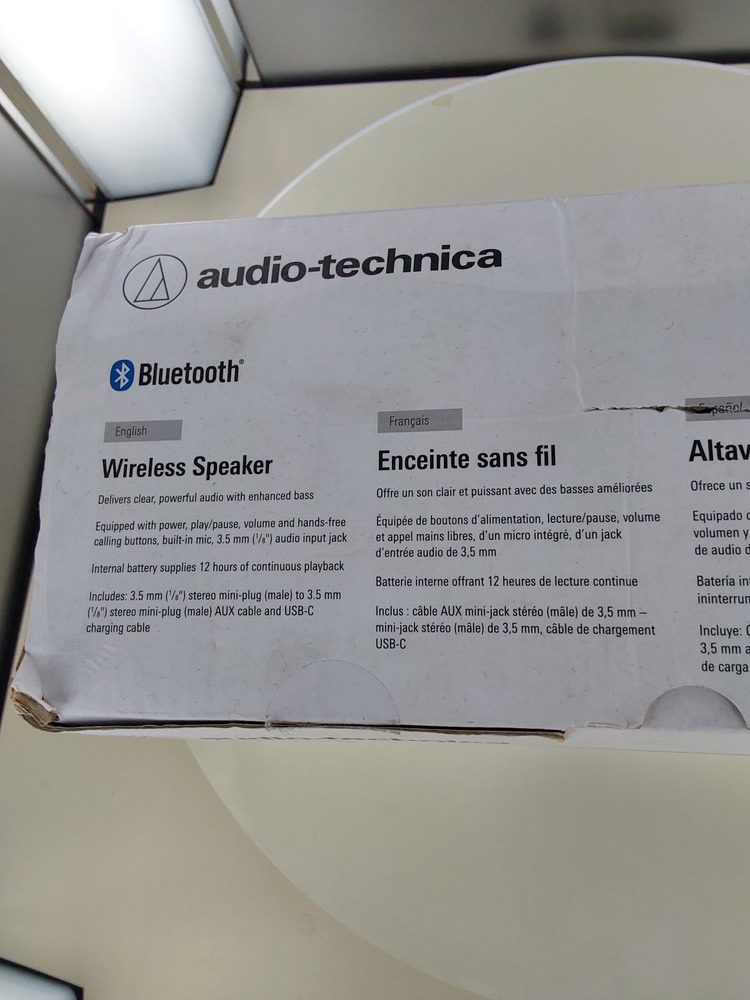 audio-technica
Bluetooth®
English
Wireless Speaker
Delivers clear, powerful audio with enhanced bass
Equipped with power, play/pause, volume and hands-free
calling buttons, built-in mic, 3.5 mm (1/8") audio input jack
Internal battery supplies 12 hours of continuous playback
Includes: 3.5 mm (1/8") stereo mini-plug (male) to 3.5 mm
(1/8") stereo mini-plug (male) AUX cable and USB-C
charging cable
Français
Enceinte sans fil
Offre un son clair et puissant avec des basses améliorées
Équipée de boutons d'alimentation, lecture/pause, volume
et appel mains libres, d'un micro intégré, d'un jack
d'entrée audio de 3,5 mm
Batterie interne offrant 12 heures de lecture continue
Inclus : câble AUX mini-jack stéréo (mâle) de 3,5 mm –
mini-jack stéréo (mâle) de 3,5 mm, câble de chargement
USB-C
Español
Altav
Ofrece un s
Equipado
volumen y
de audio d
Batería in
ininterrun
Incluye:
3,5 mm a
de carga